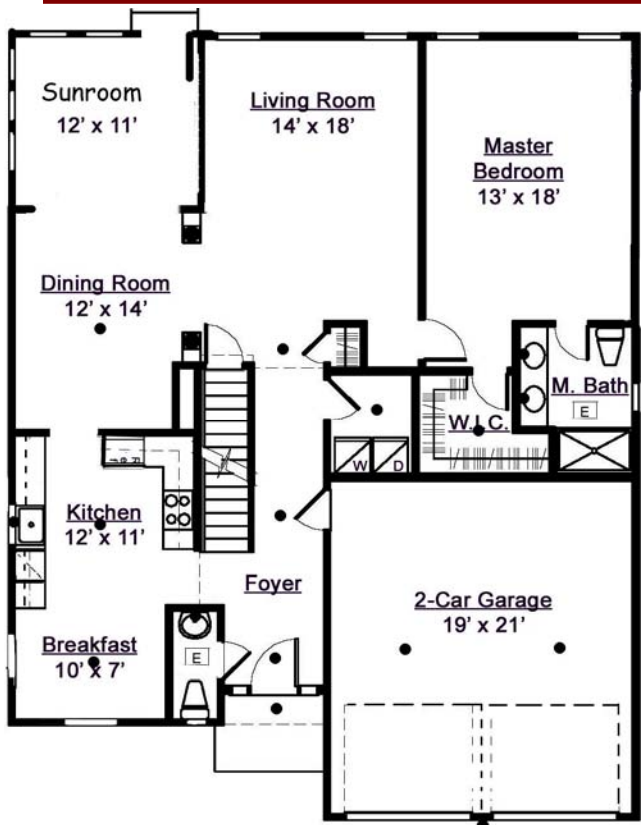 Sunroom
12' x 11'
Living Room
14' x 18'
Master
Bedroom
13' x 18'
Dining Room
12' x 14'
M. Bath
E
W.I.C.
W
D
Ref
Kitchen
12' x 11'
Foyer
2-Car Garage
19' x 21'
Breakfast
10' x 7'
E